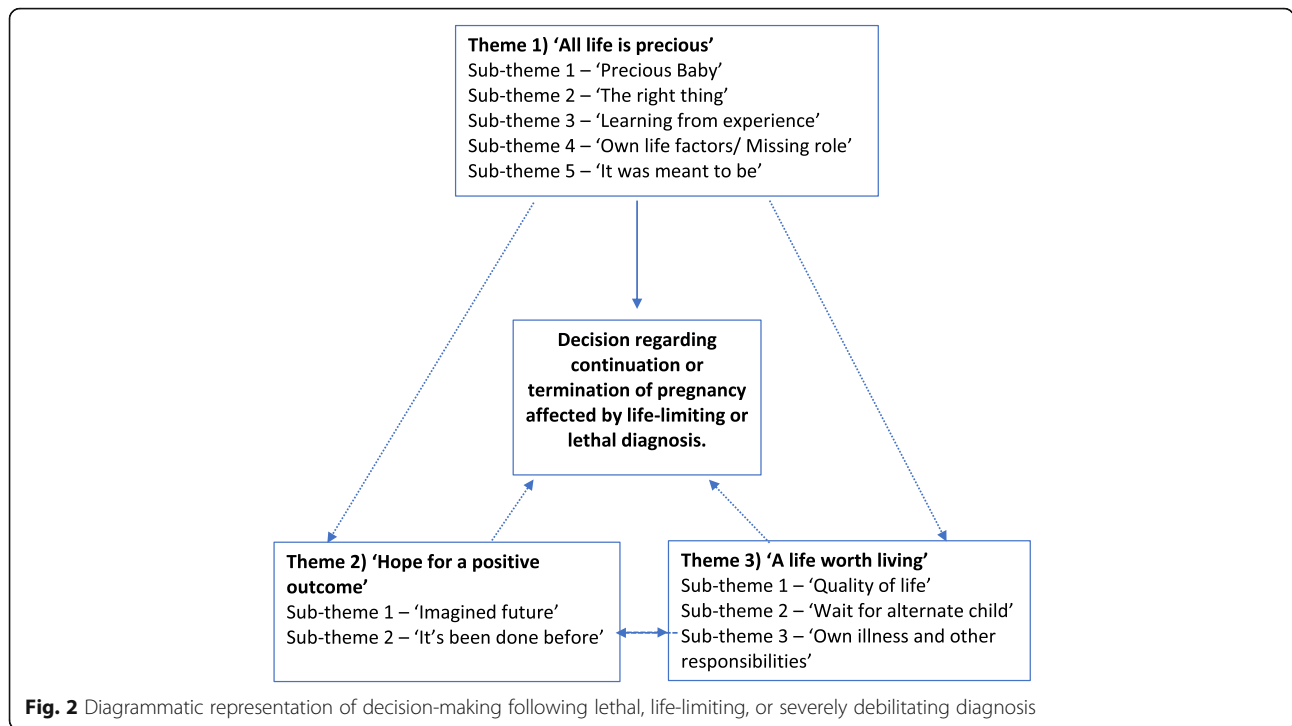 Theme 1) ‘All life is precious’
Sub-theme 1 – ‘Precious Baby’
Sub-theme 2 – ‘The right thing’
Sub-theme 3 – ‘Learning from experience’
Sub-theme 4 – ‘Own life factors/ Missing role’
Sub-theme 5 – ‘It was meant to be’
Decision regarding
continuation or
termination of pregnancy
affected by life-limiting or
lethal diagnosis.
Theme 2) ‘Hope for a positive
outcome’
Sub-theme 1 – ‘Imagined future’
Sub-theme 2 – ‘It’s been done before’
Theme 3) ‘A life worth living’
Sub-theme 1 – ‘Quality of life’
Sub-theme 2 – ‘Wait for alternate child’
Sub-theme 3 – ‘Own illness and other
responsibilities’
Fig. 2 Diagrammatic representation of decision-making following lethal, life-limiting, or severely debilitating diagnosis